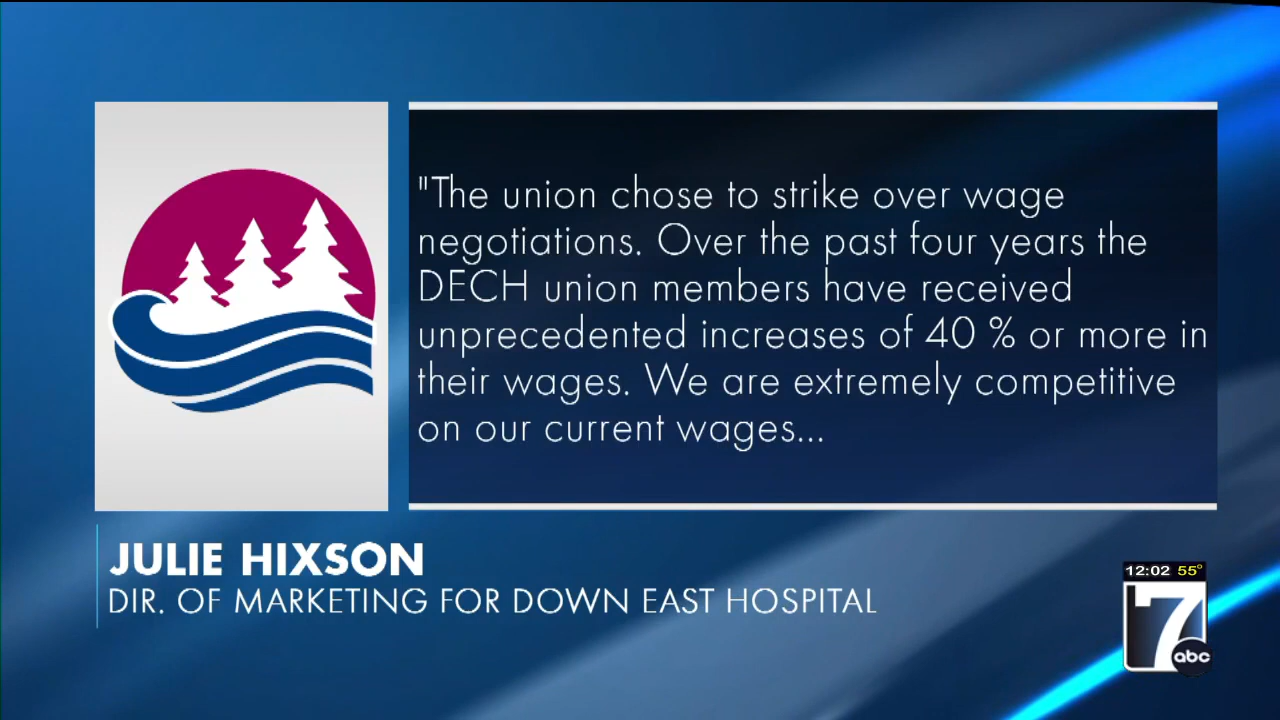 "The union chose to strike over wage
negotiations. Over the past four years the
DECH union members have received
unprecedented increases of 40 % or more in
their wages. We are extremely competitive
on our current wages...
JULIE HIXSON
DIR. OF MARKETING FOR DOWN EAST HOSPITAL
12:02 55°
7
abc